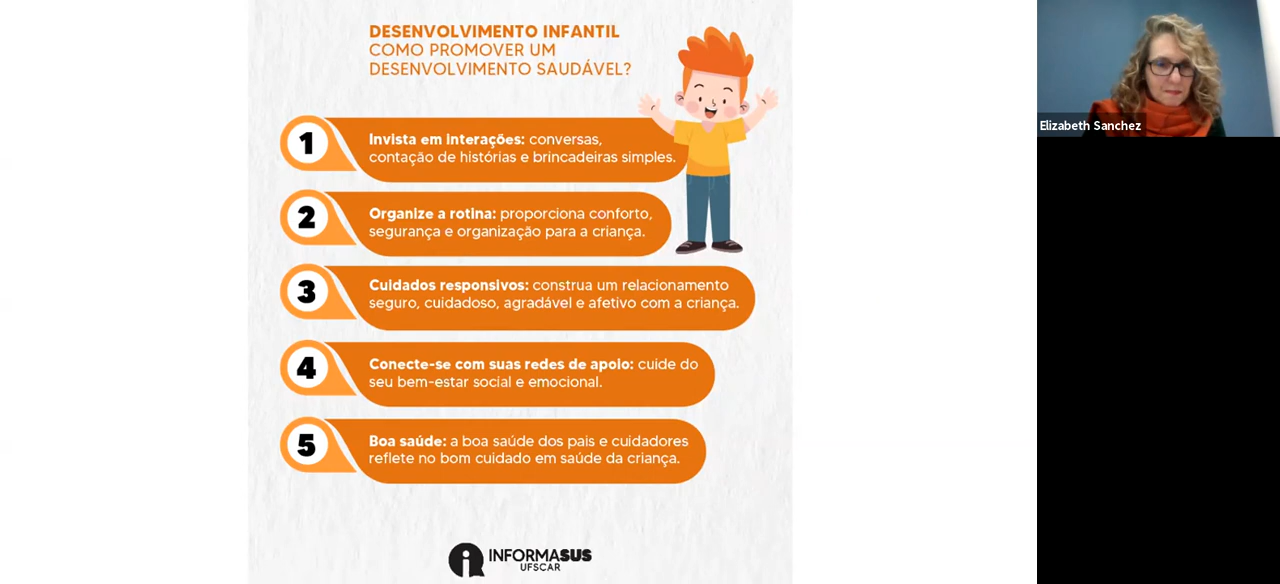 DESENVOLVIMENTO INFANTIL
COMO PROMOVER UM
DESENVOLVIMENTO SAUDÁVEL?
1
Invista em interações: conversas,
contação de histórias e brincadeiras simples.
2
Organize a rotina: proporciona conforto,
segurança e organização para a criança.
3
Cuidados responsivos: construa um relacionamento
seguro, cuidadoso, agradável e afetivo com a criança.
4
Conecte-se com suas redes de apoio: cuide do
seu bem-estar social e emocional.
5
Boa saúde: a boa saúde dos pais e cuidadores
reflete no bom cuidado em saúde da criança.
i INFORMASUS
UFSCAR
Elizabeth Sanchez